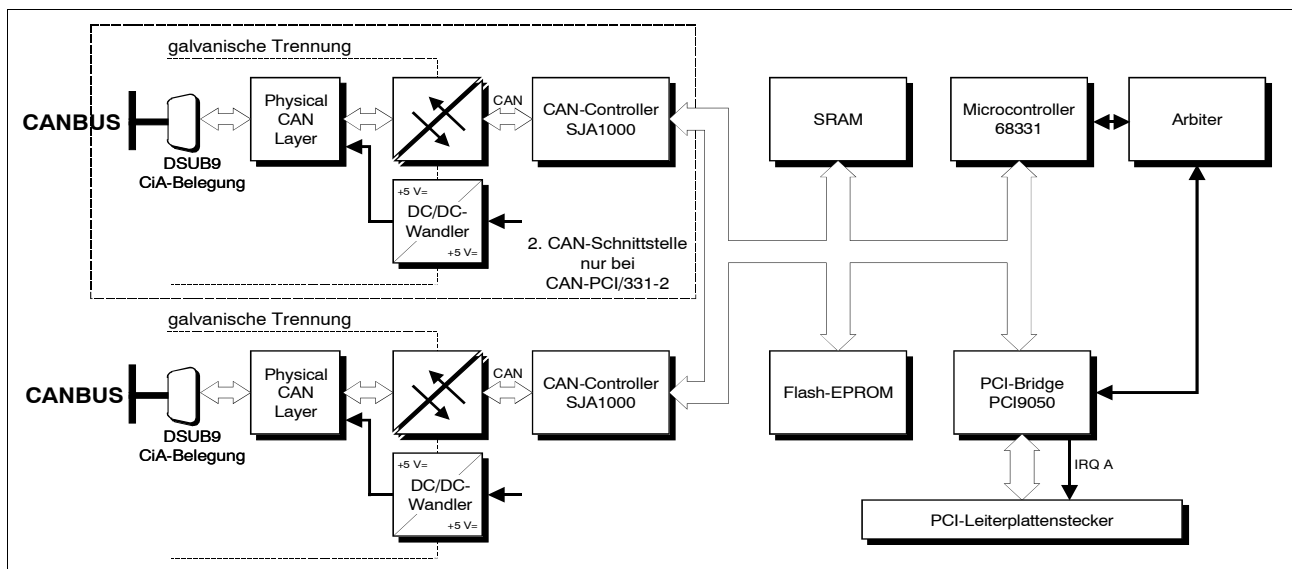 galvanische Trennung
CANBUS
DSUB9
CiA-Belegung
Physical
CAN
Layer
CAN
CAN-Controller
SJA1000
+5 V=
DC/DC-
Wandler
+5 V=
2. CAN-Schnittstelle
nur bei
CAN-PCI/331-2
SRAM
Microcontroller
68331
Arbiter
galvanische Trennung
CANBUS
DSUB9
CiA-Belegung
Physical
CAN
Layer
CAN
CAN-Controller
SJA1000
+5 V=
DC/DC-
Wandler
+5 V=
Flash-EPROM
PCI-Bridge
PCI9050
IRQ A
PCI-Leiterplattenstecker